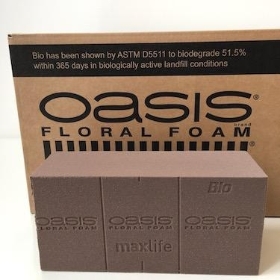 Bio has been shown by ASTM D5511 to biodegrade 51.5%
within 365 days in biologically active landfill conditions
OASIS®
brand
FLORAL FOAM
Bio
OASIS OASIS OASIS
FLORAL FOAM FLORAL FOAM FLORAL FOAM
maxlife